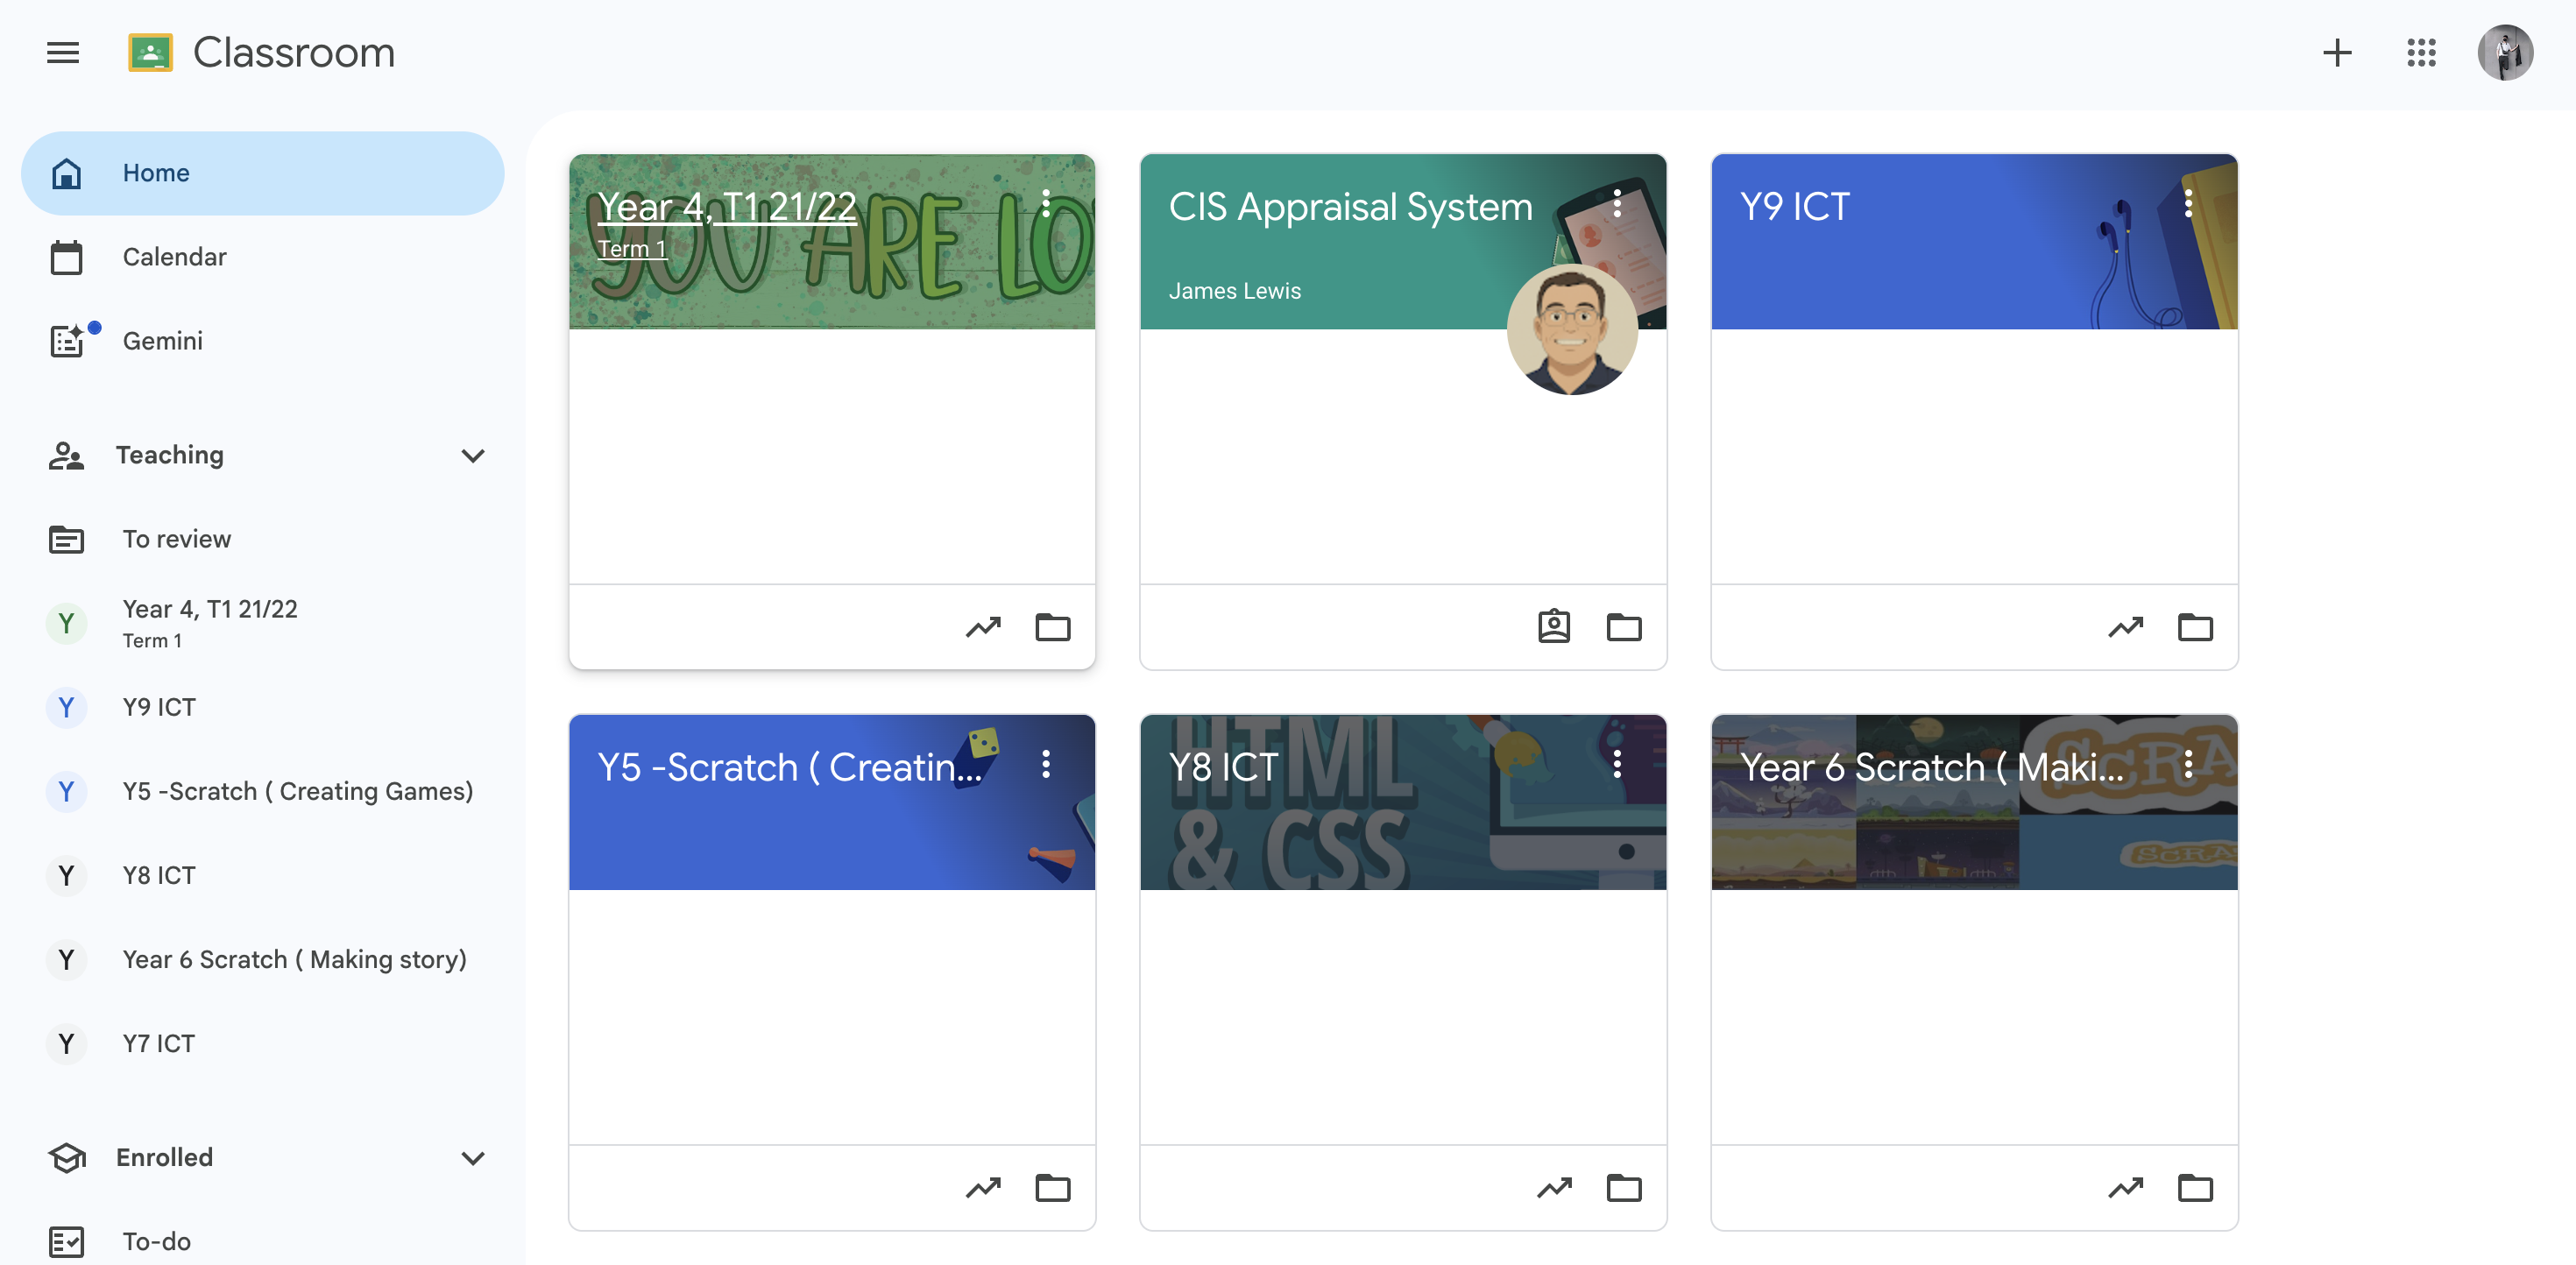 Classroom
Home
Calendar
Gemini
Teaching
To review
Y
Year 4, T1 21/22
Term 1
Y
Y9 ICT
Y
Y5 -Scratch ( Creating Games)
Y
Y8 ICT
Y
Year 6 Scratch ( Making story)
Y
Y7 ICT
Enrolled
To-do
Year 4, T1 21/22
Term 1
YOU ARE LO
CIS Appraisal System
James Lewis
Y9 ICT
Y5 -Scratch ( Creatin...
Y8 ICT
HTML
& CSS
Year 6 Scratch ( Maki...
SCRA
SCRA